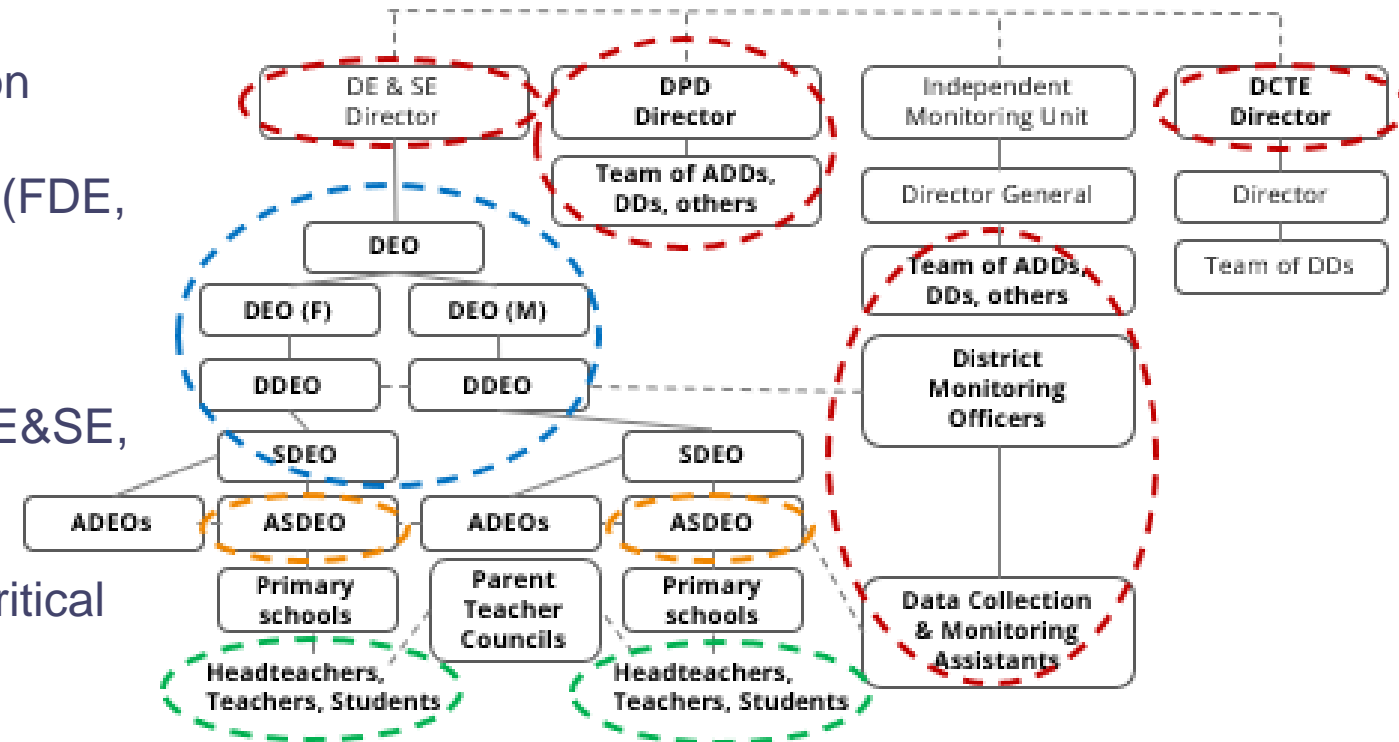 on
(FDE,
E&SE,
ritical
DE & SE
Director
DPD
Director
Independent
Monitoring Unit
DCTE
Director
Team of ADDs,
DDs, others
Director General
Director
DEO
Team of ADDs,
DDs, others
Team of DDs
DEO (F)
DEO (M)
DDEO
DDEO
District
Monitoring
Officers
SDEO
SDEO
ADEOs
ASDEO
ADEOs
ASDEO
Primary
schools
Parent
Teacher
Councils
Primary
schools
Data Collection
& Monitoring
Assistants
Headteachers,
Teachers, Students
Headteachers,
Teachers, Students